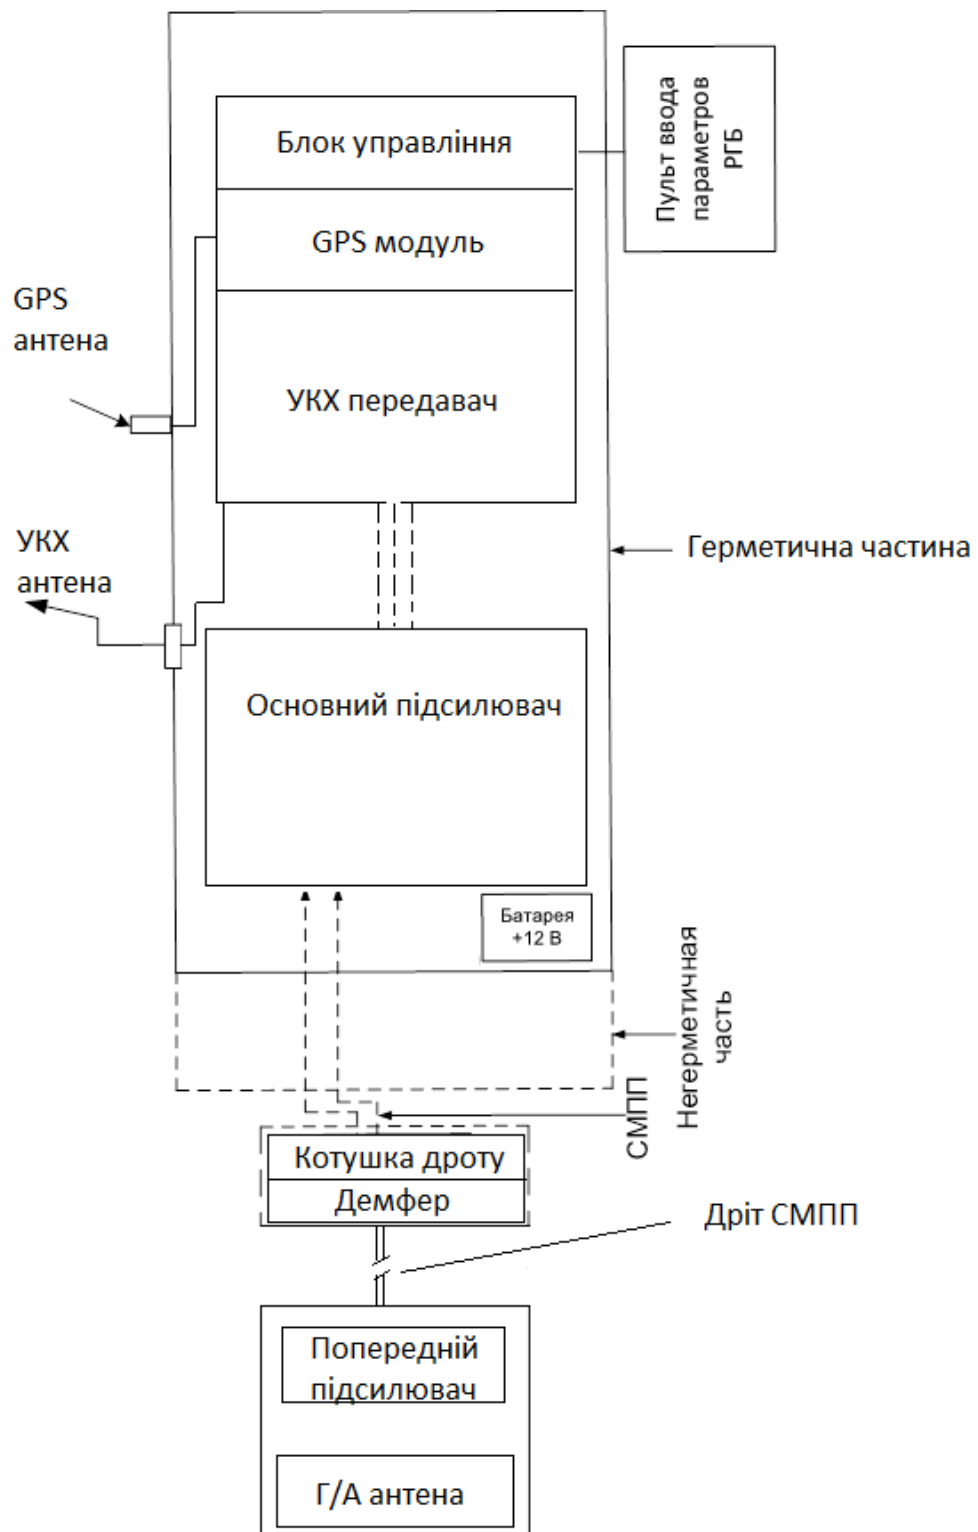 Блок управління
Пульт ввода
параметров
РГБ
GPS модуль
GPS
антена
УКХ передавач
УКХ
антена
Герметична частина
Основний підсилювач
Батарея
+12 В
Негерметичная
часть
СМПП
Котушка дроту
Демфер
Дріт СМПП
Попередній
підсилювач
Г/А антена